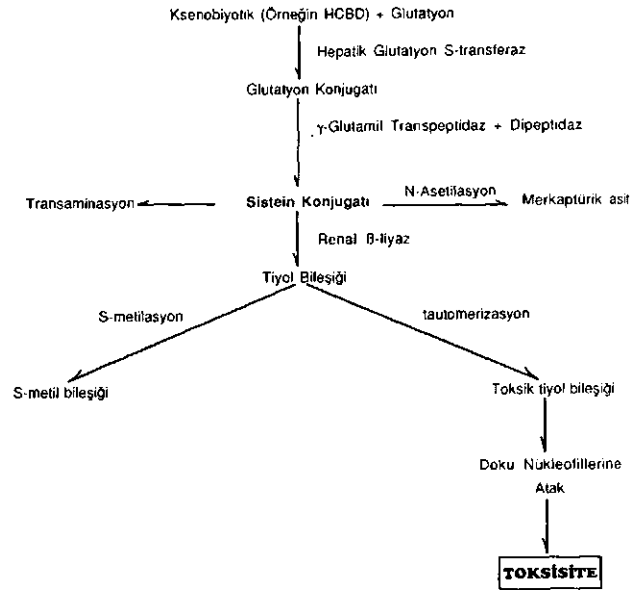 Ksenobiyotik (Örneğin HCBD) + Glutatyon
Hepatik Glutatyon S-transferaz
Glutatyon Konjugatı
γ-Glutamil Transpeptidaz + Dipeptidaz
Transaminasyon
Sistein Konjugatı
N-Asetilasyon
Merkaptürik asit
Renal β-liyaz
Tiyol Bileşiği
S-metilasyon
tautomerizasyon
S-metil bileşiği
Toksik tiyol bileşiği
Doku Nükleofillerine
Atak
TOKSİSİTE